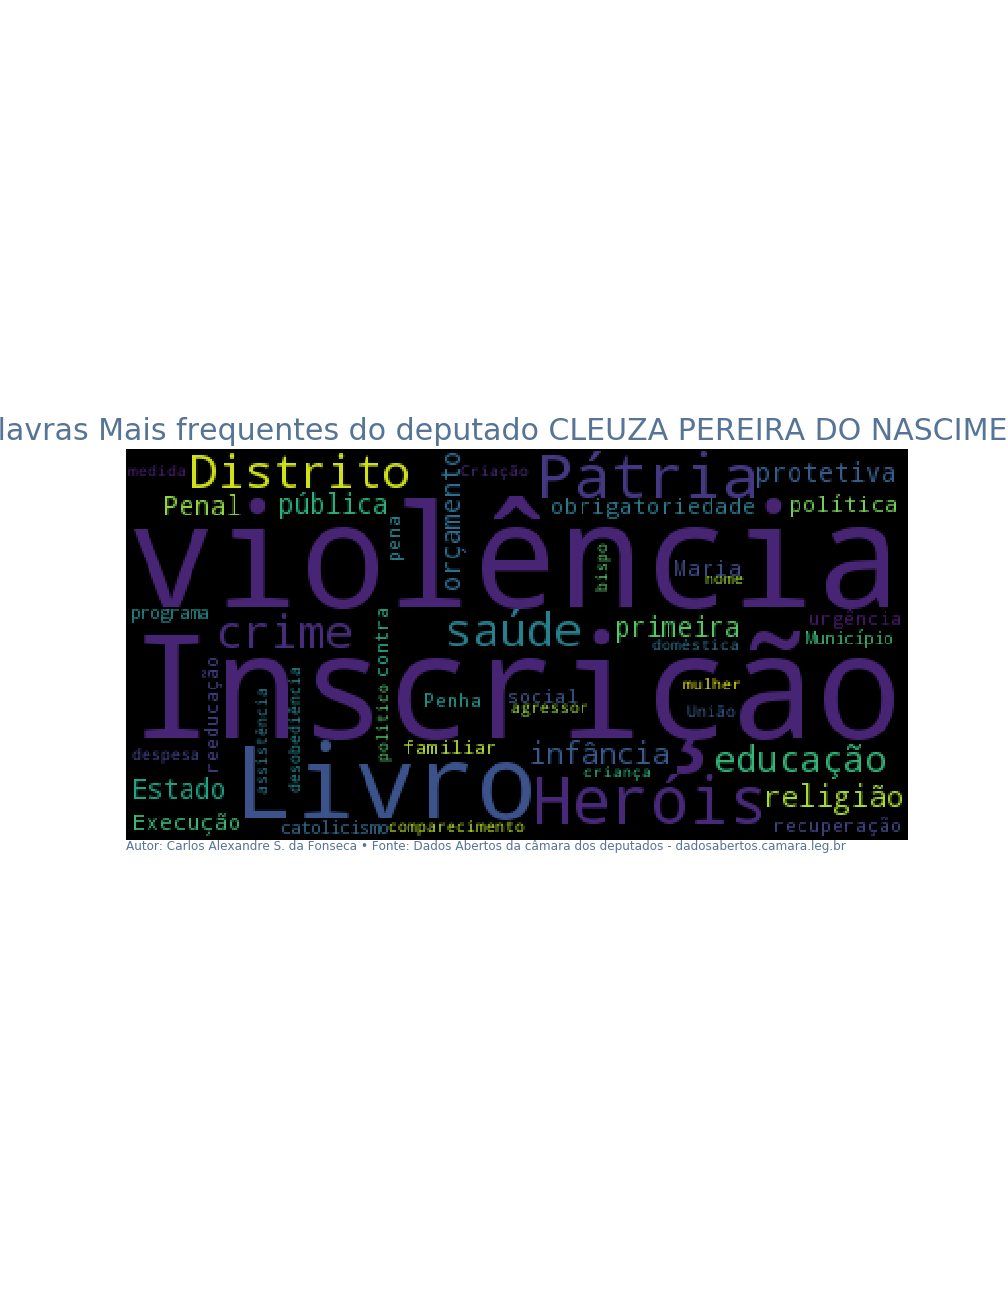 lavras Mais frequentes do deputado CLEUZA PEREIRA DO NASCIME
medida
Distrito
orçamento
Criação
Pátria
protetiva
Penal
pública
pena
obrigatoriedade
política
violência
bispo
Maria
nome
programa
crime
contra
saúde
primeira
doméstica
urgência
Município
Inscrição
reeducação
assistência
desobediência
político
Penha
social
agressor
mulher
União
despesa
Livro
familiar
infância
criança
educação
Estado
Heróis
religião
Execução
catolicismo
comparecimento
recuperação
Autor: Carlos Alexandre S. da Fonseca • Fonte: Dados Abertos da câmara dos deputados - dadosabertos.camara.leg.br